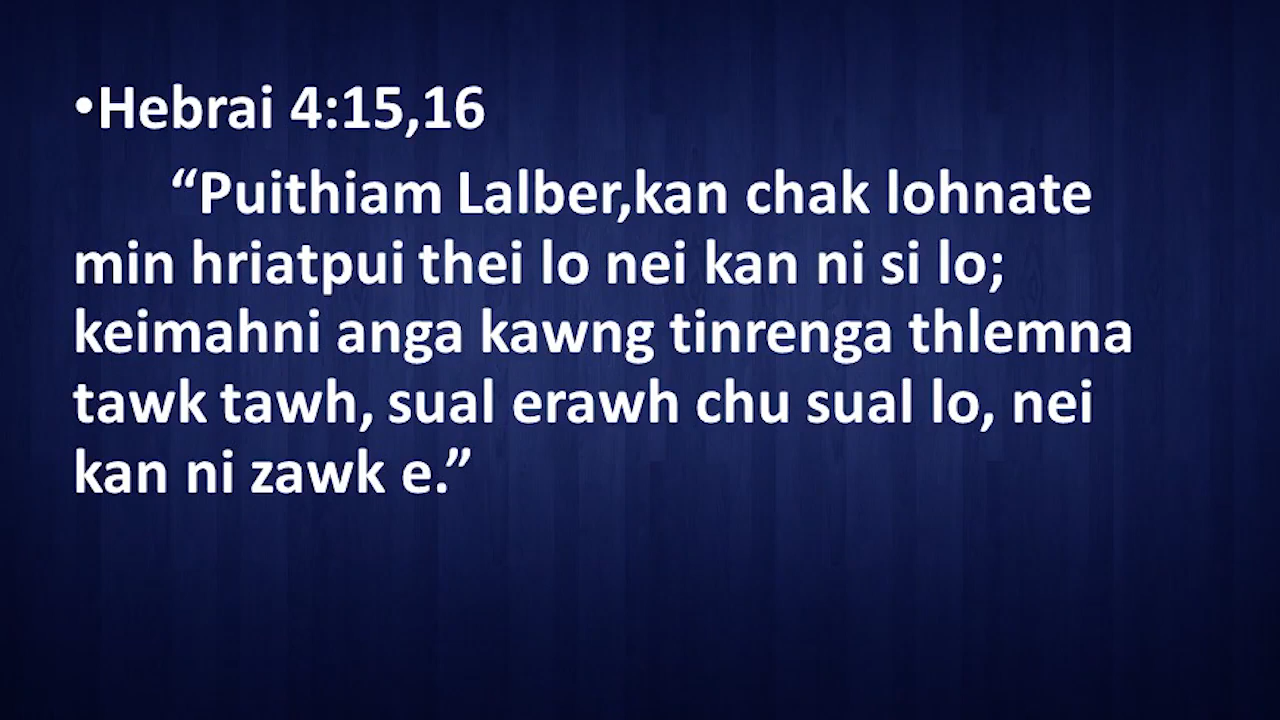 •Hebrai 4:15,16
“Puithiam Lalber,kan chak lohnate
min hriatpui thei lo nei kan ni si lo;
keimahni anga kawng tinrenga thlemna
tawk tawh, sual erawh chu sual lo, nei
kan ni zawk e.”